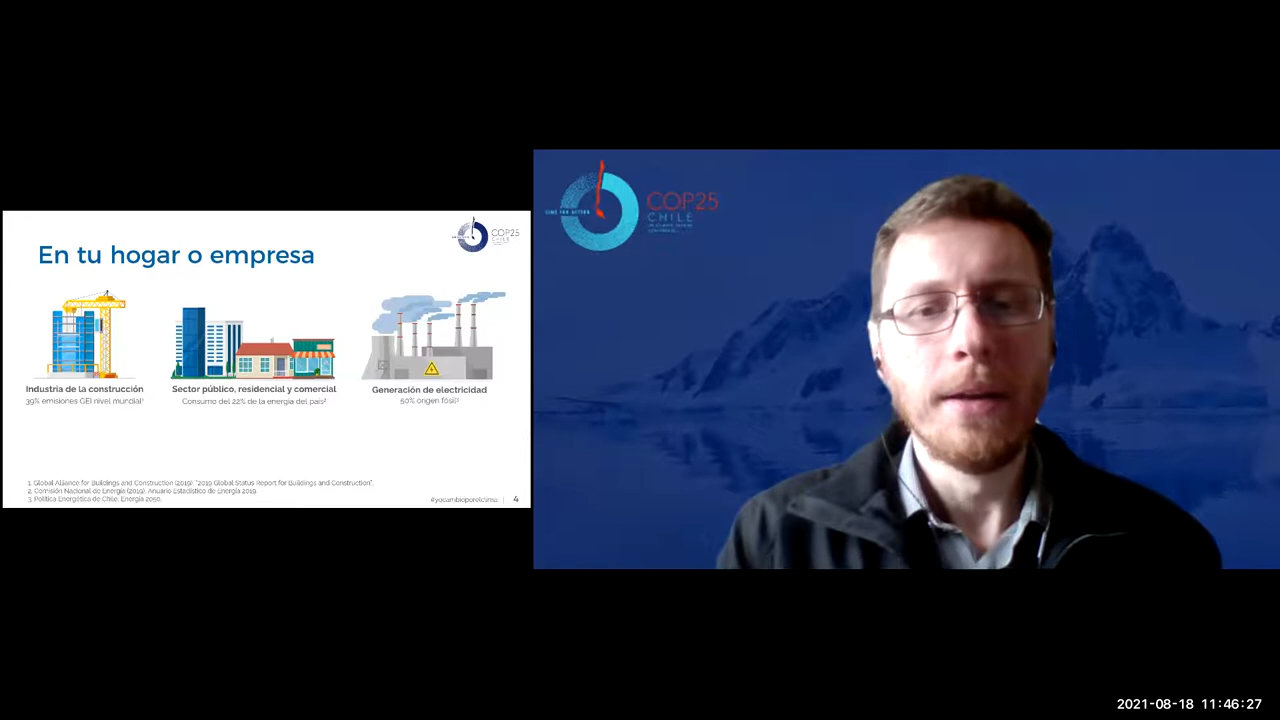 COP25
CHILE
En tu hogar o empresa
Industria de la construcción
39% emisiones GEI nivel mundial¹
Sector público, residencial y comercial
Consumo del 22% de la energía del país²
Generación de electricidad
50% origen fósil³
1. Global Alliance for Buildings and Construction (2019). "2019 Global Status Report for Buildings and Construction".
2. Comisión Nacional de Energía (2019). Anuario Estadístico de Energía 2019.
3. Política Energética de Chile, Energía 2050.
#yocambioporelclima | 4
TIME FOR ACTION
COP25
CHILE
2021-08-18 11:46:27